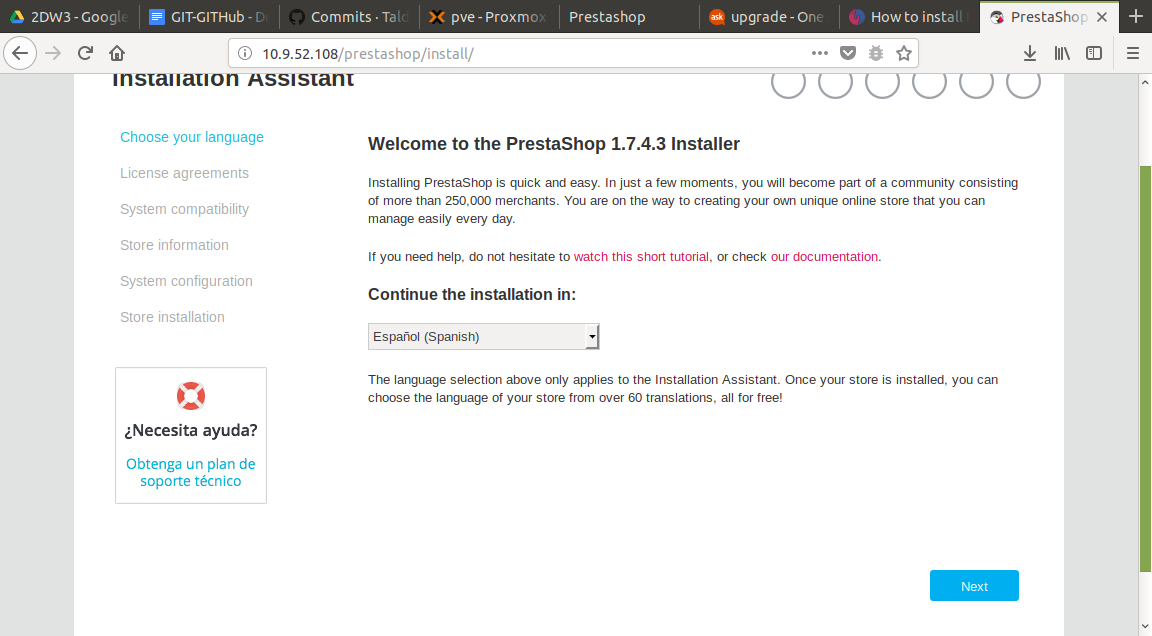 2DW3 - Google
GIT-GITHub - D
Commits · Tald
pve - Proxmox
Prestashop
upgrade - One
How to install
PrestaShop
10.9.52.108/prestashop/install/
Installation Assistant
Choose your language
License agreements
System compatibility
Store information
System configuration
Store installation
¿Necesita ayuda?
Obtenga un plan de
soporte técnico
Welcome to the PrestaShop 1.7.4.3 Installer
Installing PrestaShop is quick and easy. In just a few moments, you will become part of a community consisting
of more than 250,000 merchants. You are on the way to creating your own unique online store that you can
manage easily every day.
If you need help, do not hesitate to watch this short tutorial, or check our documentation.
Continue the installation in:
Español (Spanish)
The language selection above only applies to the Installation Assistant. Once your store is installed, you can
choose the language of your store from over 60 translations, all for free!
Next